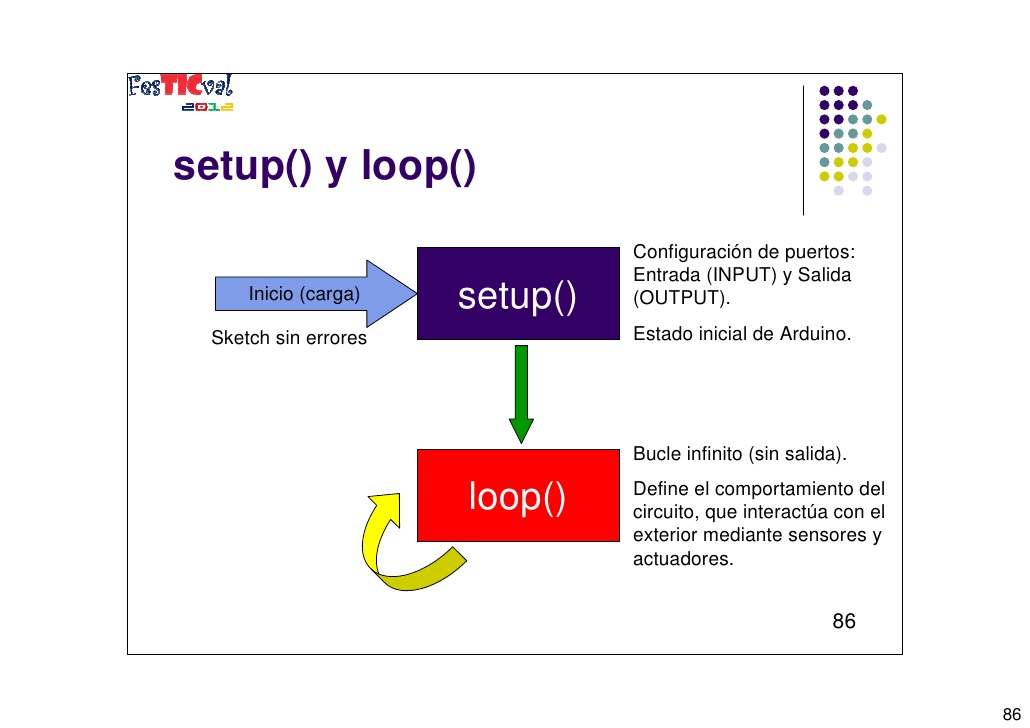 FesTICval
2012
setup() y loop()
Inicio (carga)
Sketch sin errores
setup()
Configuración de puertos:
Entrada (INPUT) y Salida
(OUTPUT).
Estado inicial de Arduino.
loop()
Bucle infinito (sin salida).
Define el comportamiento del
circuito, que interactúa con el
exterior mediante sensores y
actuadores.
86
86